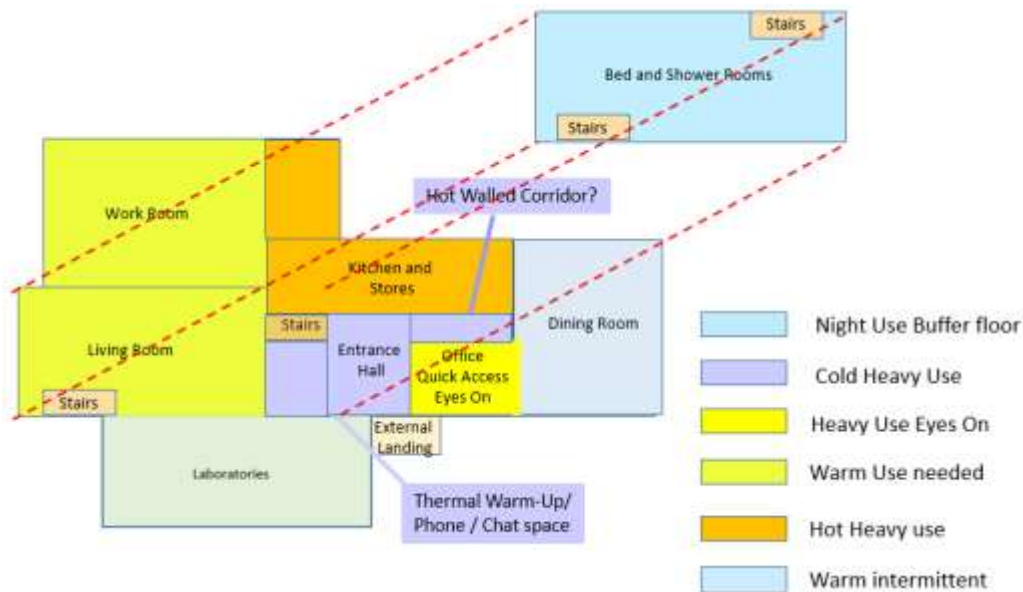 Stairs
Bed and Shower Rooms
Stairs
Work Room
Hot Walled Corridor?
Kitchen and
Stores
Stairs
Dining Room
Living Room
Entrance
Hall
Office
Quick Access
Eyes On
Stairs
External
Landing
Laboratories
Thermal Warm-Up/
Phone / Chat space
Night Use Buffer floor
Cold Heavy Use
Heavy Use Eyes On
Warm Use needed
Hot Heavy use
Warm intermittent